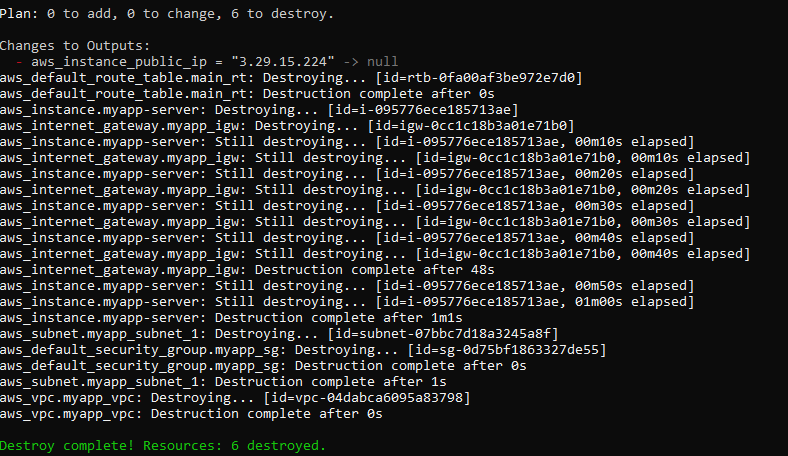 Plan: 0 to add, 0 to change, 6 to destroy.
Changes to Outputs:
- aws_instance_public_ip = "3.29.15.224" -> null
aws_default_route_table.main_rt: Destroying... [id=rtb-0fa00af3be972e7d0]
aws_default_route_table.main_rt: Destruction complete after 0s
aws_instance.myapp-server: Destroying... [id=i-095776ece185713ae]
aws_internet_gateway.myapp_igw: Destroying... [id=igw-0cc1c18b3a01e71b0]
aws_instance.myapp-server: Still destroying... [id=i-095776ece185713ae, 00m10s elapsed]
aws_internet_gateway.myapp_igw: Still destroying... [id=igw-0cc1c18b3a01e71b0, 00m10s elapsed]
aws_instance.myapp-server: Still destroying... [id=i-095776ece185713ae, 00m20s elapsed]
aws_internet_gateway.myapp_igw: Still destroying... [id=igw-0cc1c18b3a01e71b0, 00m20s elapsed]
aws_instance.myapp-server: Still destroying... [id=i-095776ece185713ae, 00m30s elapsed]
aws_internet_gateway.myapp_igw: Still destroying... [id=igw-0cc1c18b3a01e71b0, 00m30s elapsed]
aws_instance.myapp-server: Still destroying... [id=i-095776ece185713ae, 00m40s elapsed]
aws_internet_gateway.myapp_igw: Still destroying... [id=igw-0cc1c18b3a01e71b0, 00m40s elapsed]
aws_internet_gateway.myapp_igw: Destruction complete after 48s
aws_instance.myapp-server: Still destroying... [id=i-095776ece185713ae, 00m50s elapsed]
aws_instance.myapp-server: Still destroying... [id=i-095776ece185713ae, 01m00s elapsed]
aws_instance.myapp-server: Destruction complete after 1m1s
aws_subnet.myapp_subnet_1: Destroying... [id=subnet-07bbc7d18a3245a8f]
aws_default_security_group.myapp_sg: Destroying... [id=sg-0d75bf1863327de55]
aws_default_security_group.myapp_sg: Destruction complete after 0s
aws_subnet.myapp_subnet_1: Destruction complete after 1s
aws_vpc.myapp_vpc: Destroying... [id=vpc-04dabca6095a83798]
aws_vpc.myapp_vpc: Destruction complete after 0s
Destroy complete! Resources: 6 destroyed.